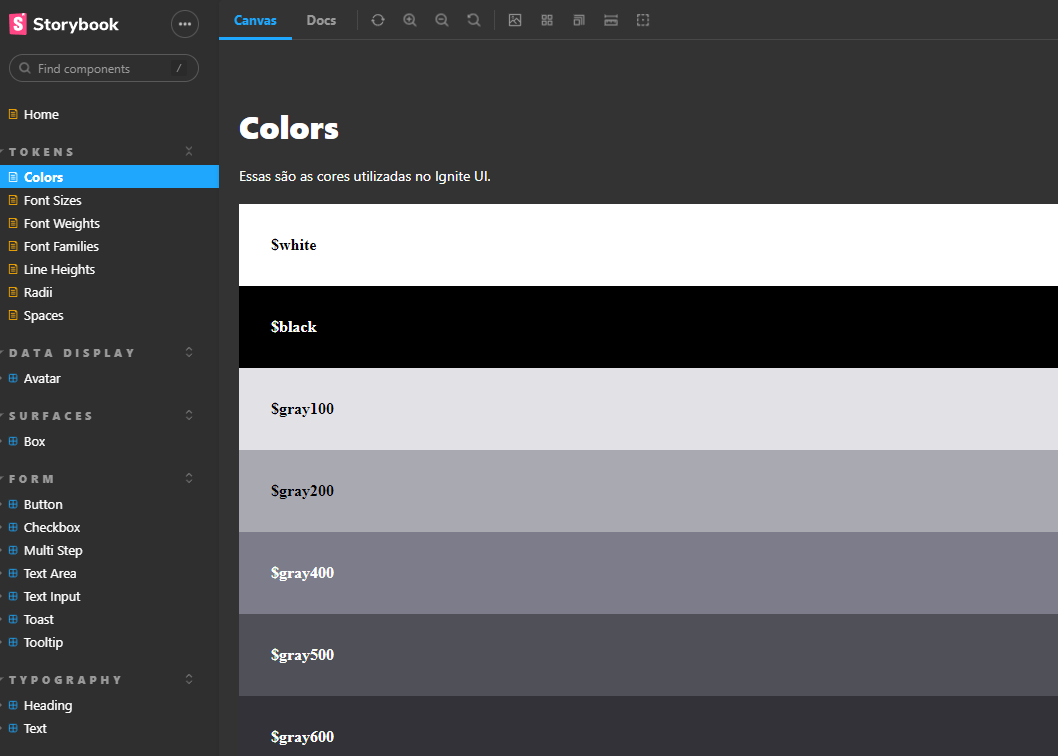 Storybook
Canvas
Docs
Find components
/
Home
TOKENS
Colors
Font Sizes
Font Weights
Font Families
Line Heights
Radii
Spaces
DATA DISPLAY
Avatar
SURFACES
Box
FORM
Button
Checkbox
Multi Step
Text Area
Text Input
Toast
Tooltip
TYPOGRAPHY
Heading
Text
Colors
Essas são as cores utilizadas no Ignite UI.
$white
$black
$gray100
$gray200
$gray400
$gray500
$gray600